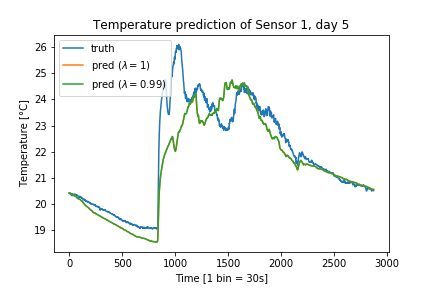 Temperature prediction of Sensor 1, day 5
truth
pred (λ = 1)
pred (λ = 0.99)
Temperature [°C]
26
25
24
23
22
21
20
19
0 500 1000 1500 2000 2500 3000
Time [1 bin = 30s]